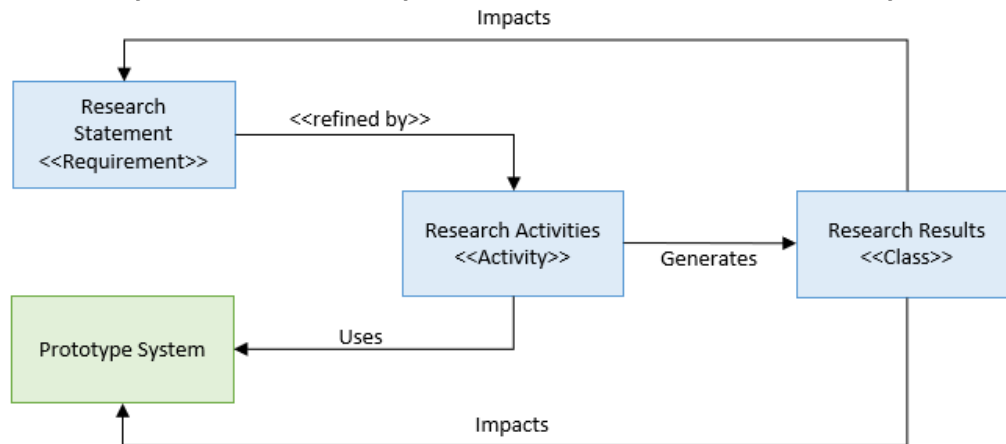 Impacts
Research
Statement
<<Requirement>>
<<refined by>>
Research Activities
<<Activity>>
Generates
Research Results
<<Class>>
Prototype System
Uses
Impacts